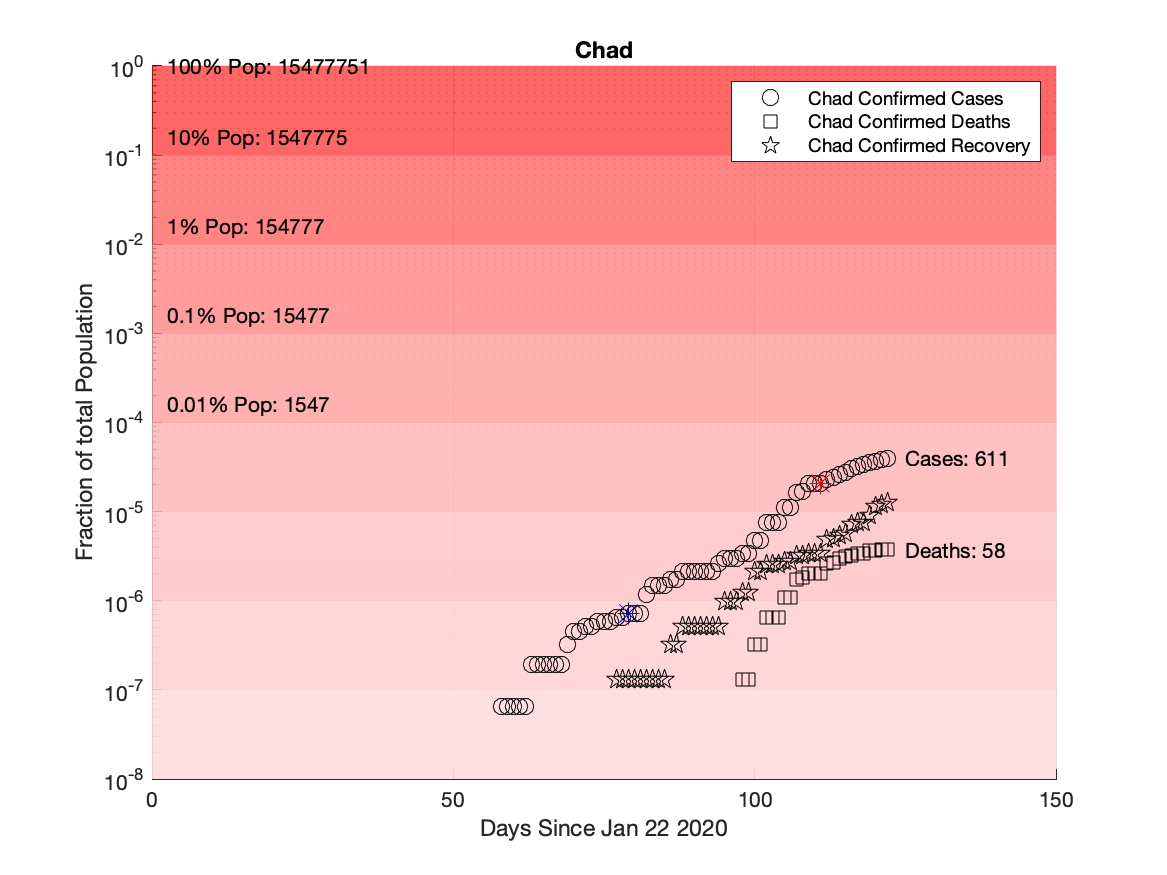 Chad
10^0
100% Pop: 15477751
Chad Confirmed Cases
Chad Confirmed Deaths
Chad Confirmed Recovery
10% Pop: 1547775
10^-1
1% Pop: 154777
10^-2
0.1% Pop: 15477
10^-3
0.01% Pop: 1547
10^-4
Cases: 611
10^-5
Deaths: 58
10^-6
10^-7
10^-8
Fraction of total Population
0 50 100 150
Days Since Jan 22 2020